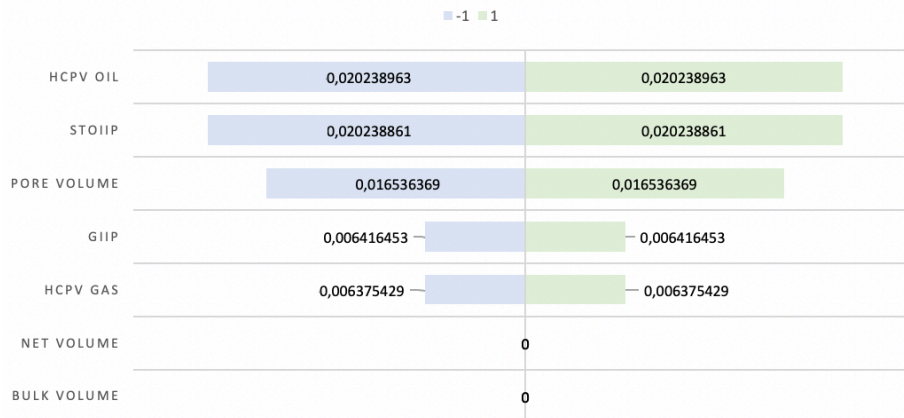 -1 1
HCPV OIL 0,020238963 0,020238963
STOIIP 0,020238861 0,020238861
PORE VOLUME 0,016536369 0,016536369
GIIP 0,006416453 0,006416453
HCPV GAS 0,006375429 0,006375429
NET VOLUME 0
BULK VOLUME 0